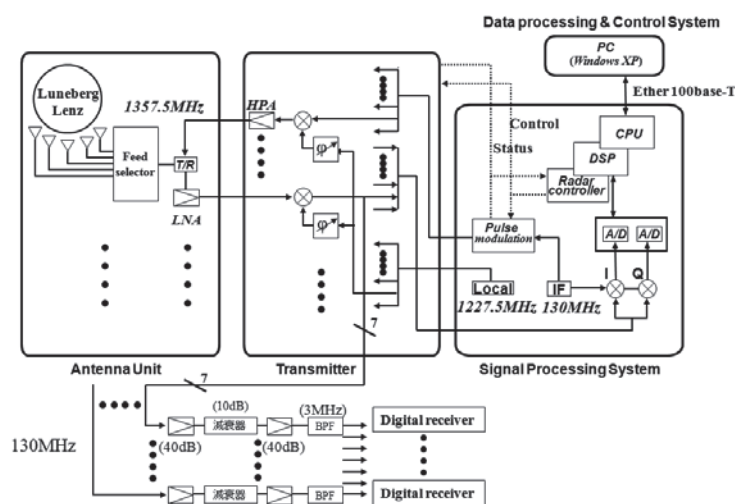 Data processing & Control System
PC
(Windows XP)
Ether 100base-T
Luneberg
Lenz
1357.5MHz
HPA
Feed
selector
T/R
LNA
φ
φ
Control
Status
CPU
DSP
Radar
controller
Pulse
modulation
A/D
A/D
I
Q
Local
IF
1227.5MHz
130MHz
7
Antenna Unit
Transmitter
Signal Processing System
7
130MHz
(10dB)
(3MHz)
減衰器
BPF
Digital receiver
(40dB)
(40dB)
減衰器
BPF
Digital receiver